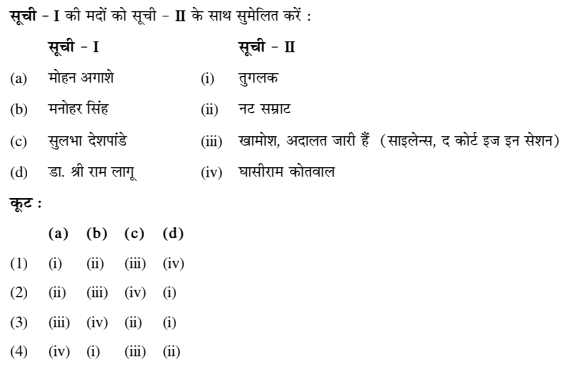 सूची - I की मदों को सूची - II के साथ सुमेलित करें :
सूची - I सूची - II
(a) मोहन अगाशे (i) तुगलक
(b) मनोहर सिंह (ii) नट सम्राट
(c) सुलभा देशपांडे (iii) खामोश, अदालत जारी हैं (साइलेन्स, द कोर्ट इज इन सेशन)
(d) डा. श्री राम लागू (iv) घासीराम कोतवाल
कूट :
(a) (b) (c) (d)
(1) (i) (ii) (iii) (iv)
(2) (ii) (iii) (iv) (i)
(3) (iii) (iv) (ii) (i)
(4) (iv) (i) (iii) (ii)